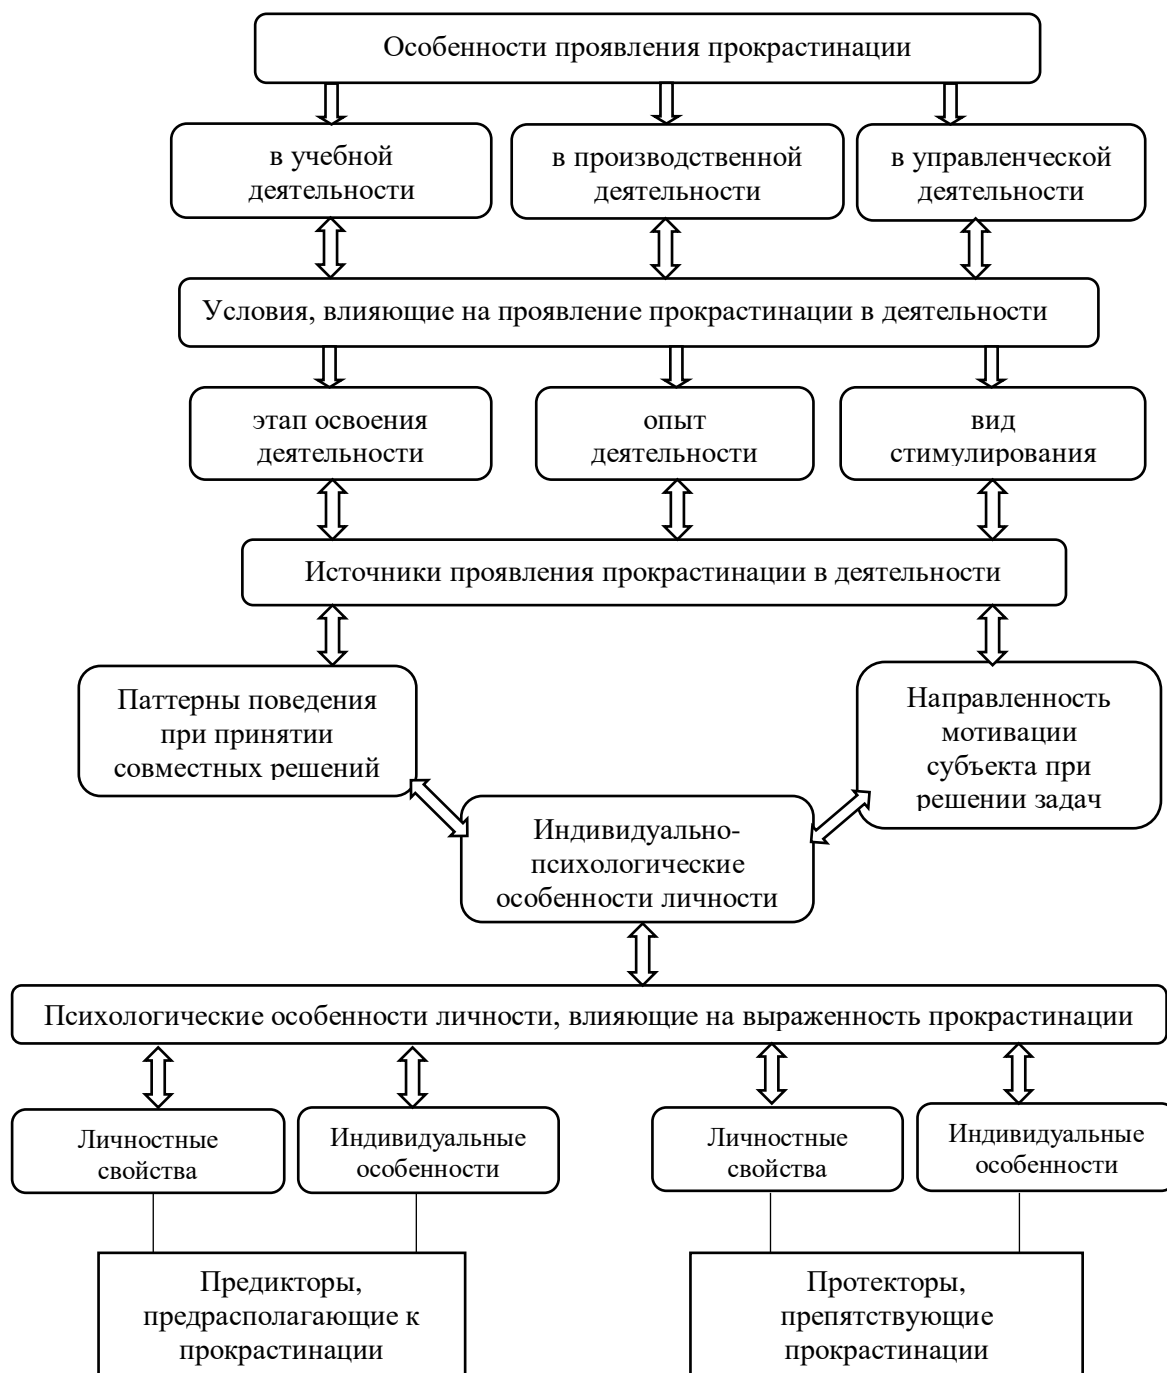 Особенности проявления прокрастинации
в учебной
деятельности
в производственной
деятельности
в управленческой
деятельности
Условия, влияющие на проявление прокрастинации в деятельности
этап освоения
деятельности
опыт
деятельности
вид
стимулирования
Источники проявления прокрастинации в деятельности
Паттерны поведения
при принятии
совместных решений
Направленность
мотивации
субъекта при
решении задач
Индивидуально-
психологические
особенности личности
Психологические особенности личности, влияющие на выраженность прокрастинации
Личностные
свойства
Индивидуальные
особенности
Личностные
свойства
Индивидуальные
особенности
Предикторы,
предрасполагающие к
прокрастинации
Протекторы,
препятствующие
прокрастинации